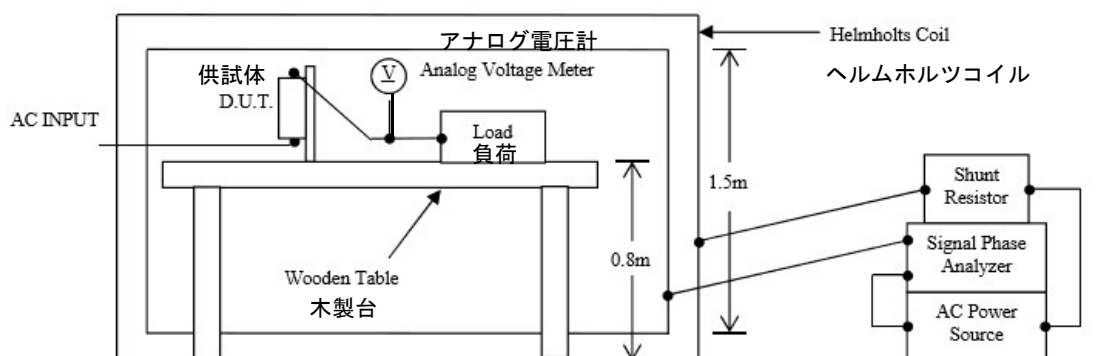 アナログ電圧計
Analog Voltage Meter
V
供試体
D.U.T.
AC INPUT
Load
負荷
Helmholts Coil
ヘルムホルツコイル
1.5m
0.8m
Wooden Table
木製台
Shunt
Resistor
Signal Phase
Analyzer
AC Power
Source